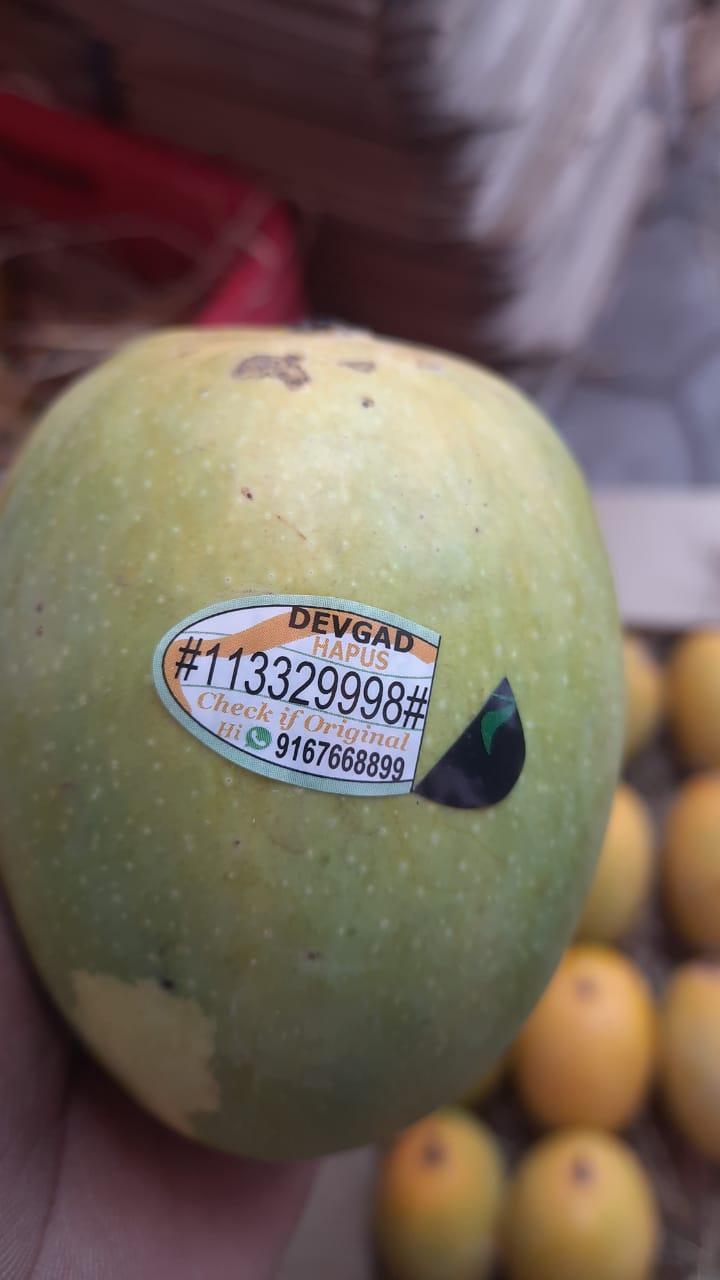 DEVGAD
HAPUS
#113329998#
Check if Original
Hi 9167668899